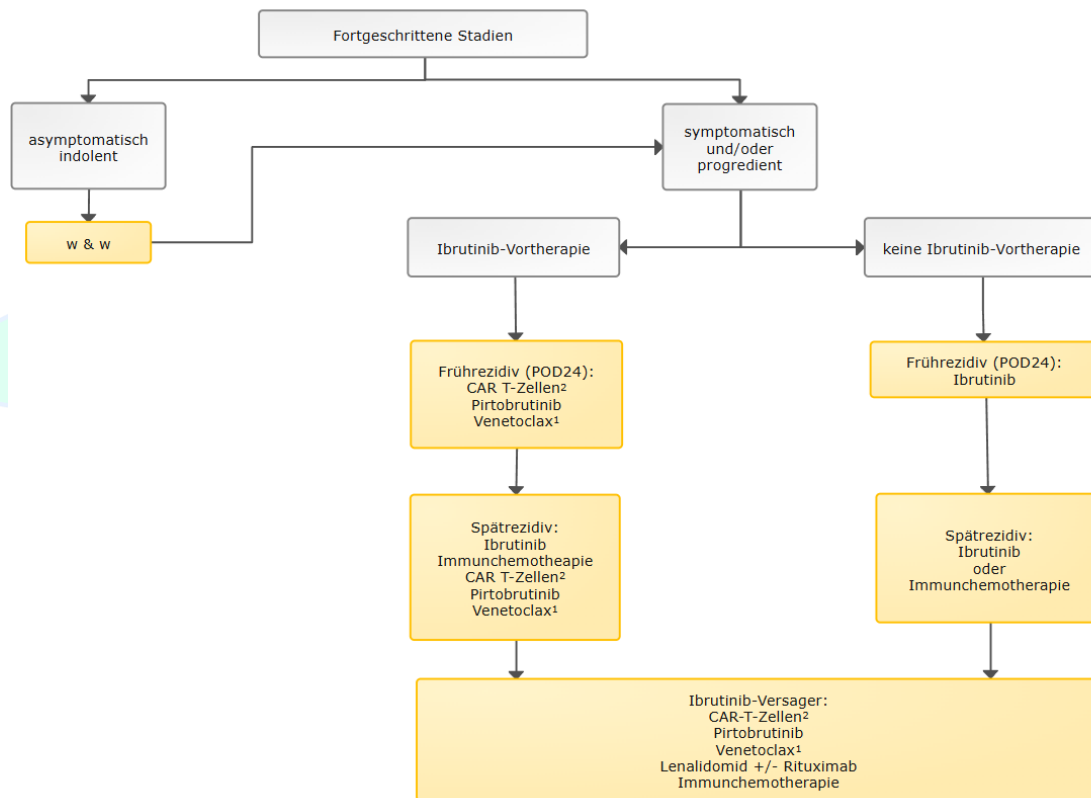 Fortgeschrittene Stadien
asymptomatisch
indolent
symptomatisch
und/oder
progredient
w & w
Ibrutinib-Vortherapie
keine Ibrutinib-Vortherapie
Frührezidiv (POD24):
CAR T-Zellen²
Pirtobrutinib
Venetoclax¹
Frührezidiv (POD24):
Ibrutinib
Spätrezidiv:
Ibrutinib
Immunchemotheapie
CAR T-Zellen²
Pirtobrutinib
Venetoclax¹
Spätrezidiv:
Ibrutinib
oder
Immunchemotherapie
Ibrutinib-Versager:
CAR-T-Zellen²
Pirtobrutinib
Venetoclax¹
Lenalidomid +/- Rituximab
Immunchemotherapie